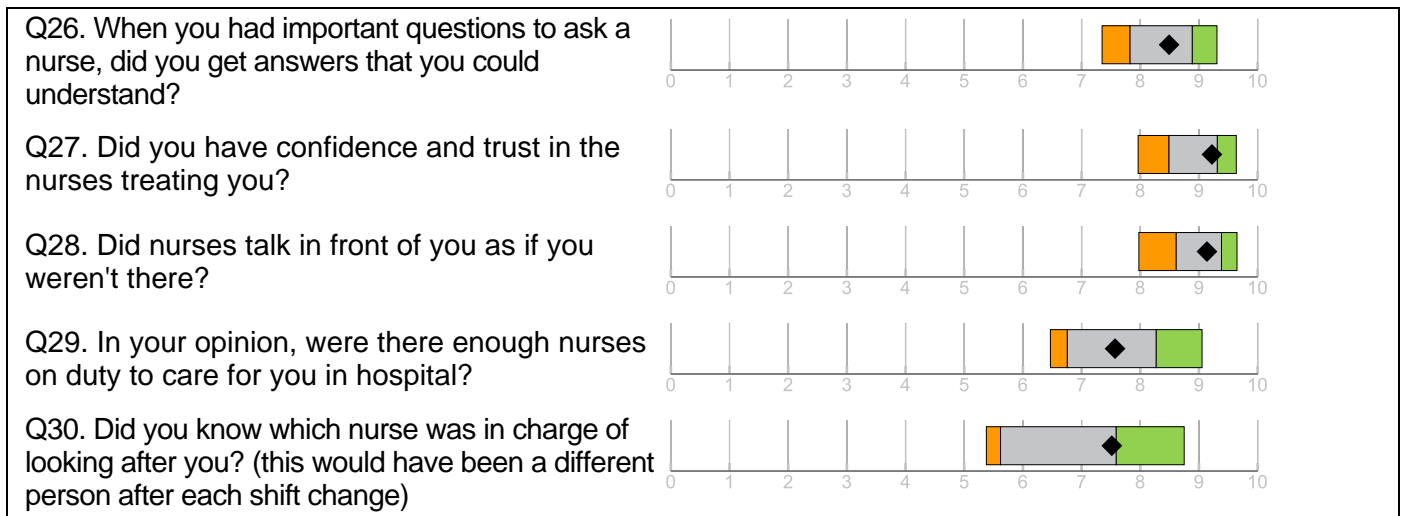 Q26. When you had important questions to ask a
nurse, did you get answers that you could
understand?
0 1 2 3 4 5 6 7 8 9 10
Q27. Did you have confidence and trust in the
nurses treating you?
0 1 2 3 4 5 6 7 8 9 10
Q28. Did nurses talk in front of you as if you
weren't there?
0 1 2 3 4 5 6 7 8 9 10
Q29. In your opinion, were there enough nurses
on duty to care for you in hospital?
0 1 2 3 4 5 6 7 8 9 10
Q30. Did you know which nurse was in charge of
looking after you? (this would have been a different
person after each shift change)
0 1 2 3 4 5 6 7 8 9 10